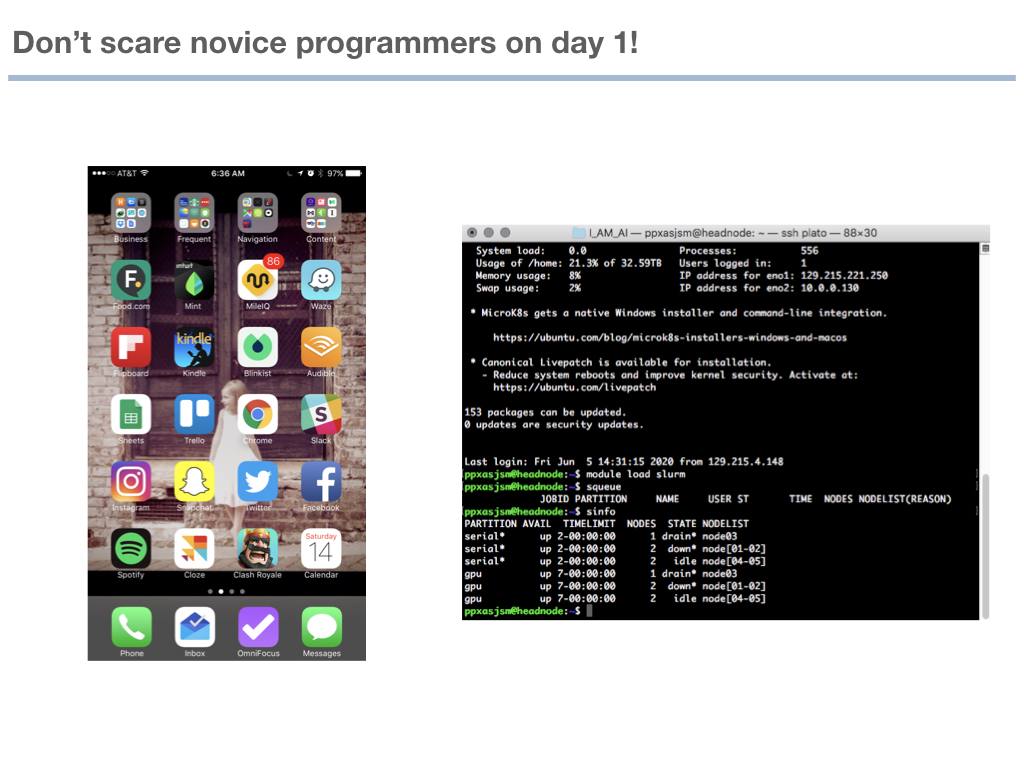 Don't scare novice programmers on day 1!
AT&T 6:36 AM 97%
Business Frequent Navigation Content
86
F. intuit
Food.com Mint MileIQ Waze
kindle
Flipboard Kindle Blinkist Audible
S
Sheets Trello Chrome Slack
Instagram Snapchat Twitter Facebook
Saturday
14
Spotify Cloze Clash Royale Calendar
Phone Inbox OmniFocus Messages
I_AM_AI — ppxasjsm@headnode: ~ — ssh plato — 88×30
System load: 0.0 Processes: 556
Usage of /home: 21.3% of 32.59TB Users logged in: 1
Memory usage: 8% IP address for eno1: 129.215.221.250
Swap usage: 2% IP address for eno2: 10.0.0.130
* MicroK8s gets a native Windows installer and command-line integration.
https://ubuntu.com/blog/microk8s-installers-windows-and-macos
* Canonical Livepatch is available for installation.
- Reduce system reboots and improve kernel security. Activate at:
https://ubuntu.com/livepatch
153 packages can be updated.
0 updates are security updates.
Last login: Fri Jun 5 14:31:15 2020 from 129.215.4.148
ppxasjsm@headnode:~$ module load slurm
ppxasjsm@headnode:~$ squeue
JOBID PARTITION NAME USER ST TIME NODES NODELIST(REASON)
ppxasjsm@headnode:~$ sinfo
PARTITION AVAIL TIMELIMIT NODES STATE NODELIST
serial* up 2-00:00:00 1 drain* node03
serial* up 2-00:00:00 2 down* node[01-02]
serial* up 2-00:00:00 2 idle node[04-05]
gpu up 7-00:00:00 1 drain* node03
gpu up 7-00:00:00 2 down* node[01-02]
gpu up 7-00:00:00 2 idle node[04-05]
ppxasjsm@headnode:~$